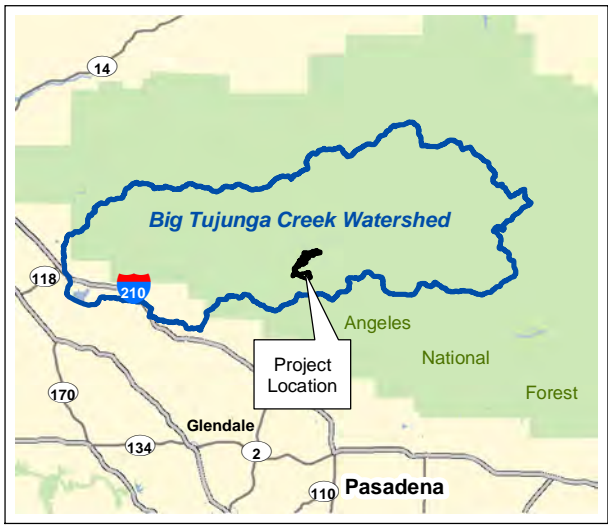 14
Big Tujunga Creek Watershed
118
210
Angeles
Project
Location
National
Forest
170
Glendale
134
2
110
Pasadena